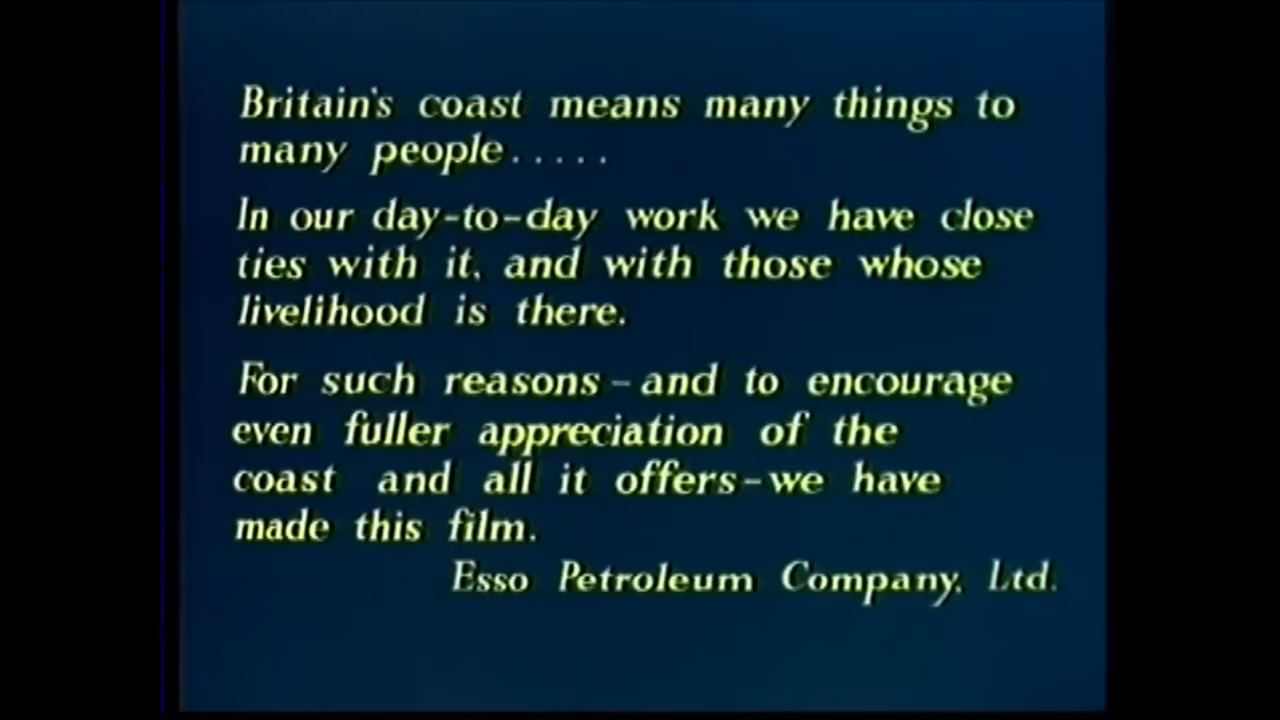 Britain's coast means many things to
many people.....
In our day-to-day work we have close
ties with it, and with those whose
livelihood is there.
For such reasons – and to encourage
even fuller appreciation of the
coast and all it offers – we have
made this film.
Esso Petroleum Company, Ltd.